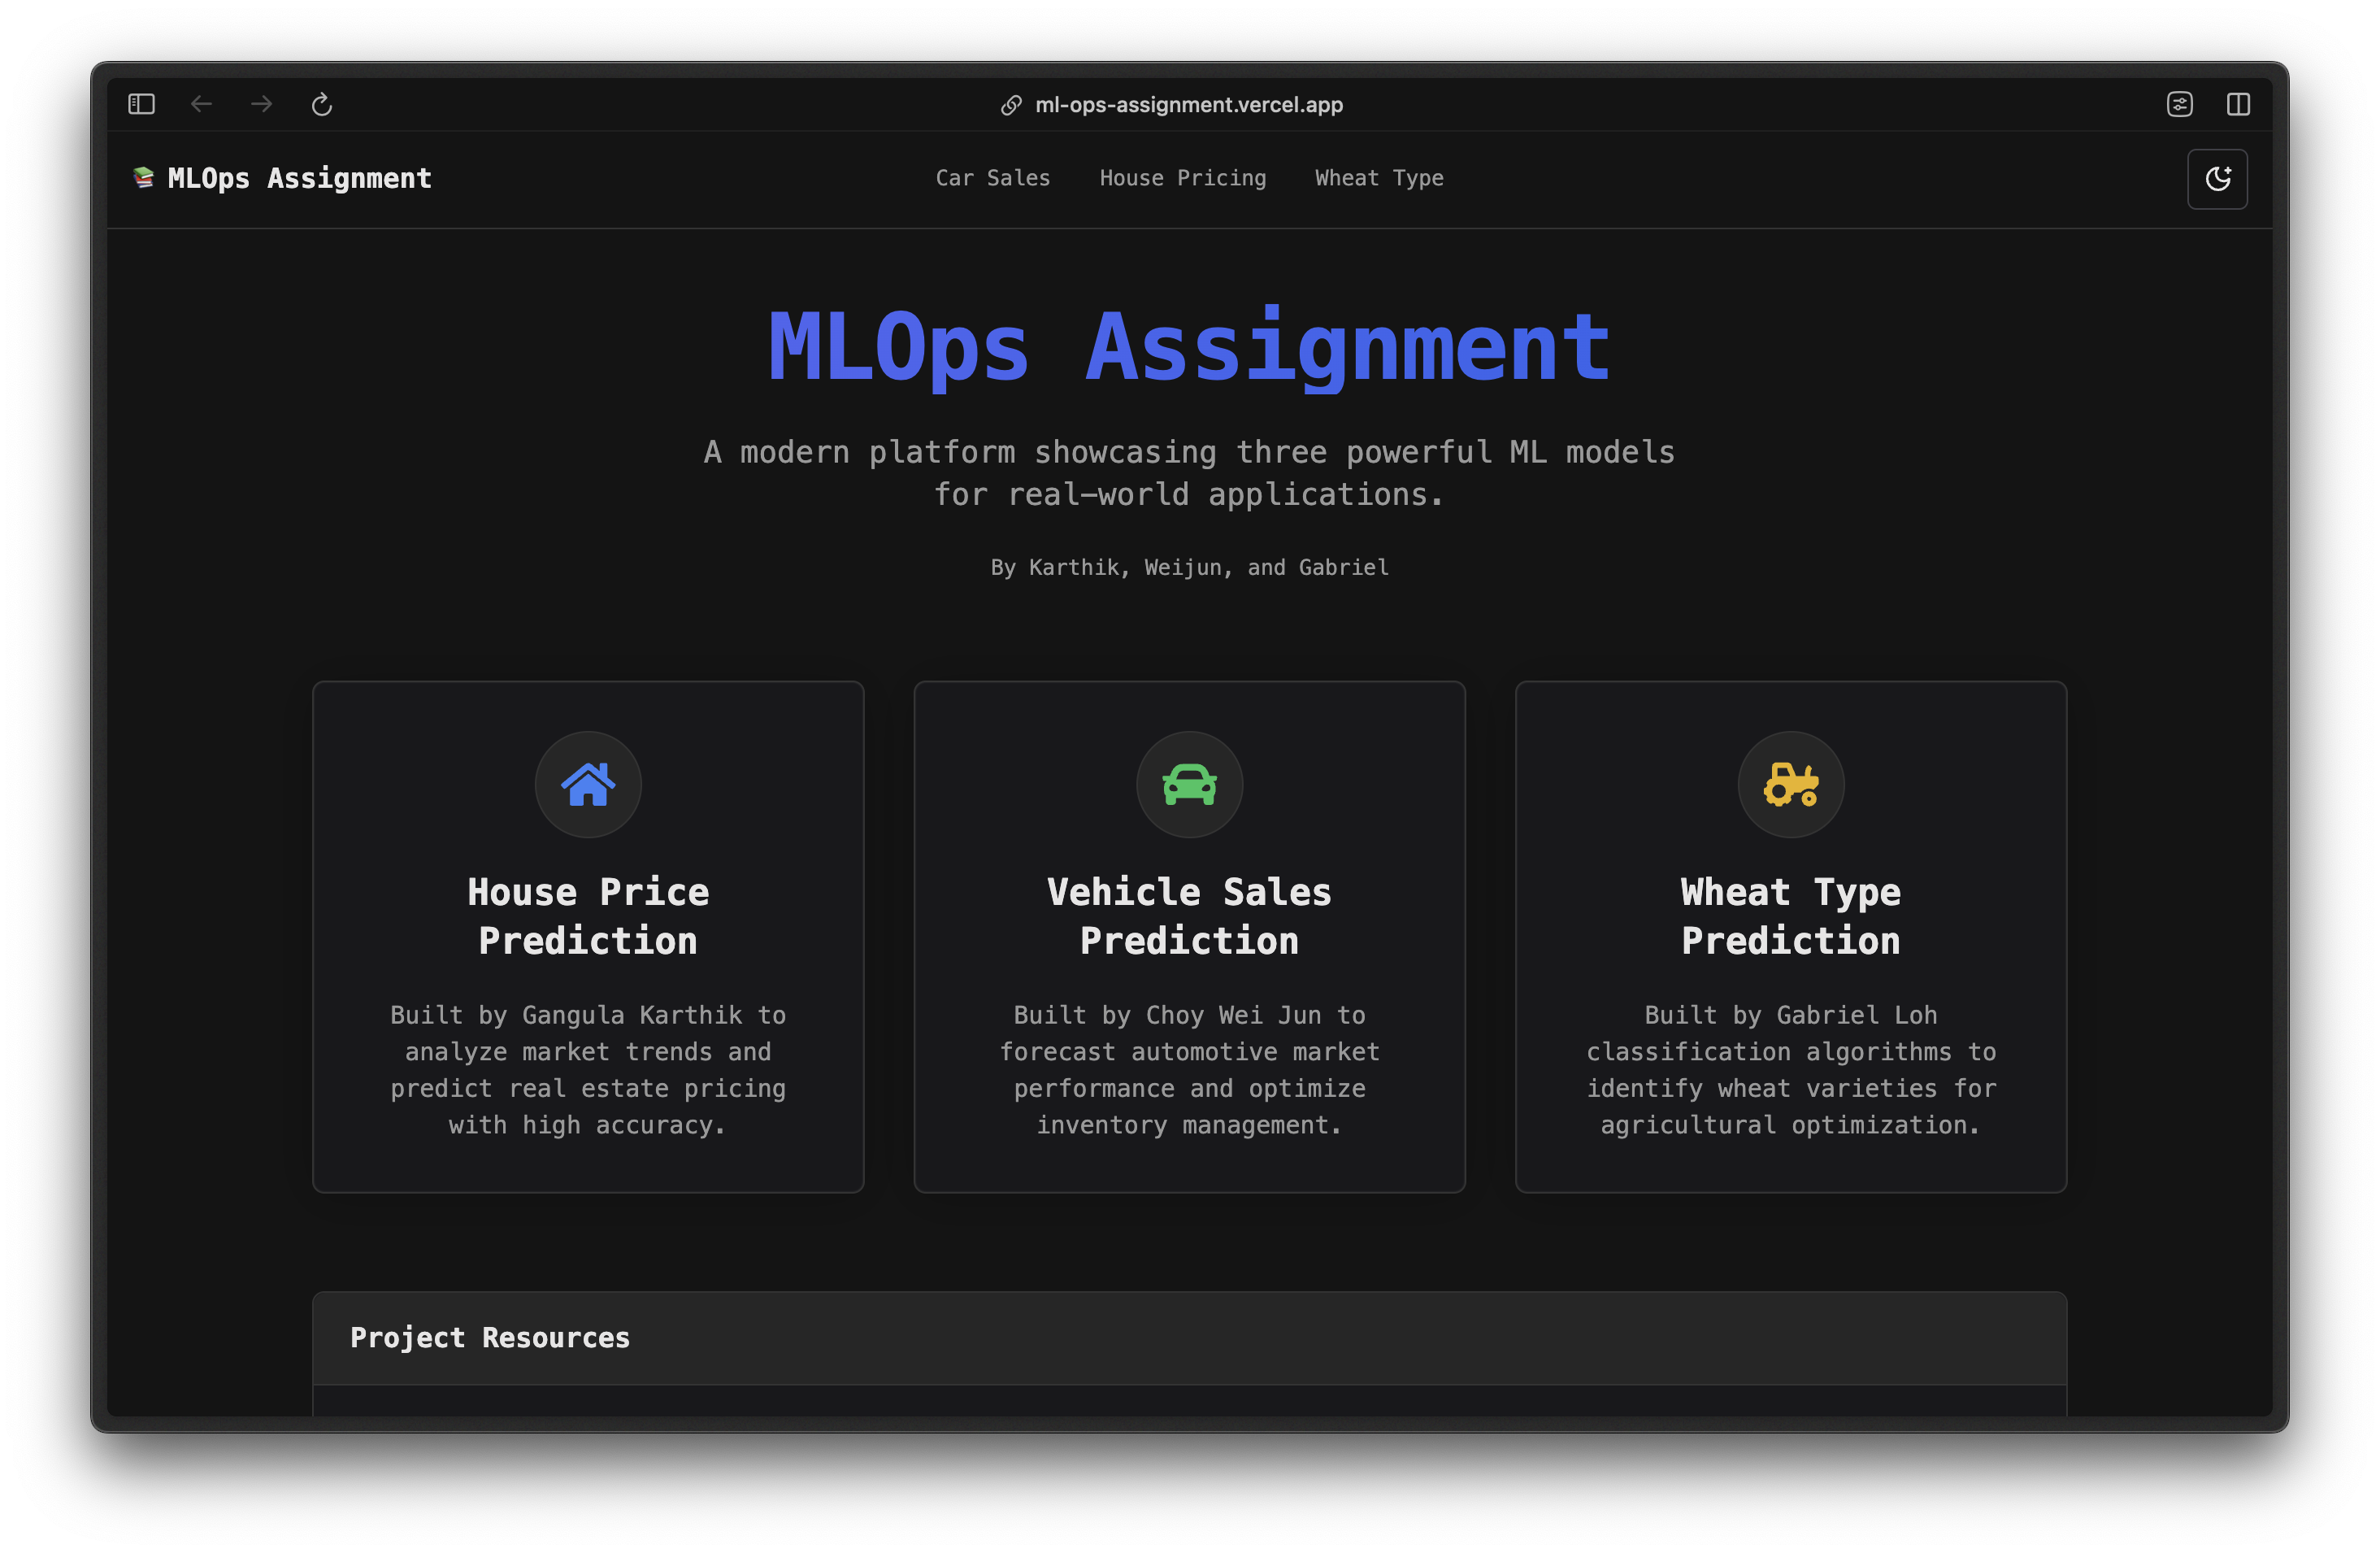 ml-ops-assignment.vercel.app
MLOps Assignment
Car Sales
House Pricing
Wheat Type
MLOps Assignment
A modern platform showcasing three powerful ML models
for real-world applications.
By Karthik, Weijun, and Gabriel
House Price
Prediction
Built by Gangula Karthik to
analyze market trends and
predict real estate pricing
with high accuracy.
Vehicle Sales
Prediction
Built by Choy Wei Jun to
forecast automotive market
performance and optimize
inventory management.
Wheat Type
Prediction
Built by Gabriel Loh
classification algorithms to
identify wheat varieties for
agricultural optimization.
Project Resources